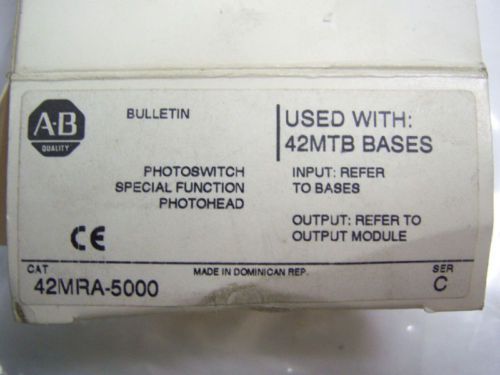 A-B
QUALITY
BULLETIN
PHOTOSWITCH
SPECIAL FUNCTION
PHOTOHEAD
USED WITH:
42MTB BASES
INPUT: REFER
TO BASES
OUTPUT: REFER TO
OUTPUT MODULE
CE
CAT
42MRA-5000
MADE IN DOMINICAN REP.
SER
C